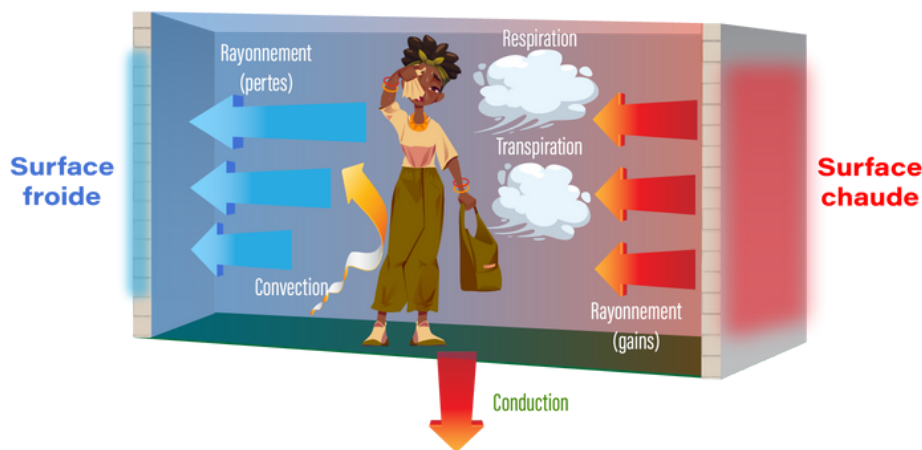 Surface
froide
Rayonnement
(pertes)
Convection
Respiration
Transpiration
Rayonnement
(gains)
Surface
chaude
Conduction